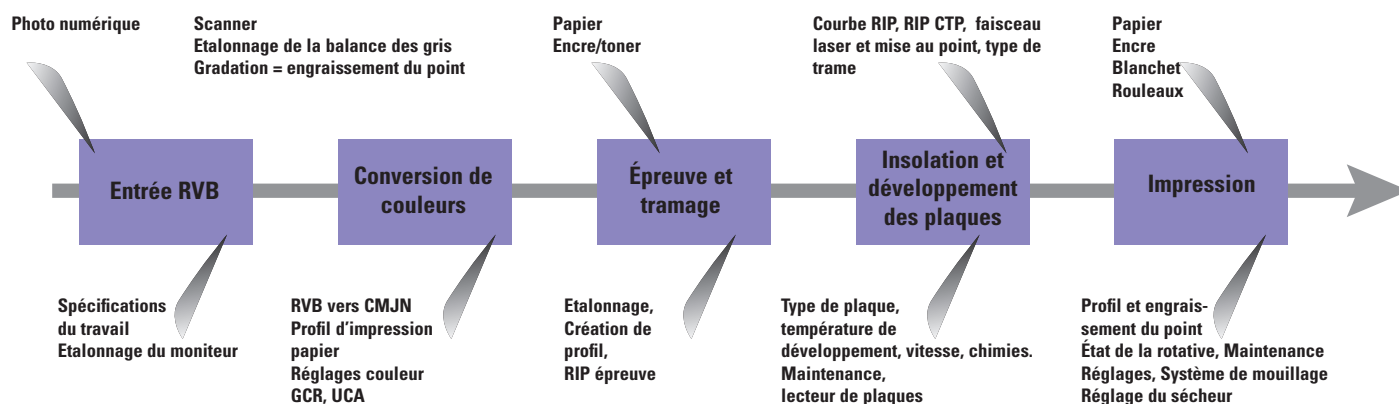 Photo numérique
Scanner
Etalonnage de la balance des gris
Gradation = engraissement du point
Papier
Encre/toner
Courbe RIP, RIP CTP, faisceau
laser et mise au point, type de
trame
Papier
Encre
Blanchet
Rouleaux
Entrée RVB
Conversion de
couleurs
Épreuve et
tramage
Insolation et
développement
des plaques
Impression
Spécifications
du travail
Etalonnage du moniteur
RVB vers CMJN
Profil d'impression
papier
Réglages couleur
GCR, UCA
Etalonnage,
Création de
profil,
RIP épreuve
Type de plaque,
température de
développement, vitesse, chimies.
Maintenance,
lecteur de plaques
Profil et engrais-
sement du point
État de la rotative, Maintenance
Réglages, Système de mouillage
Réglage du sécheur